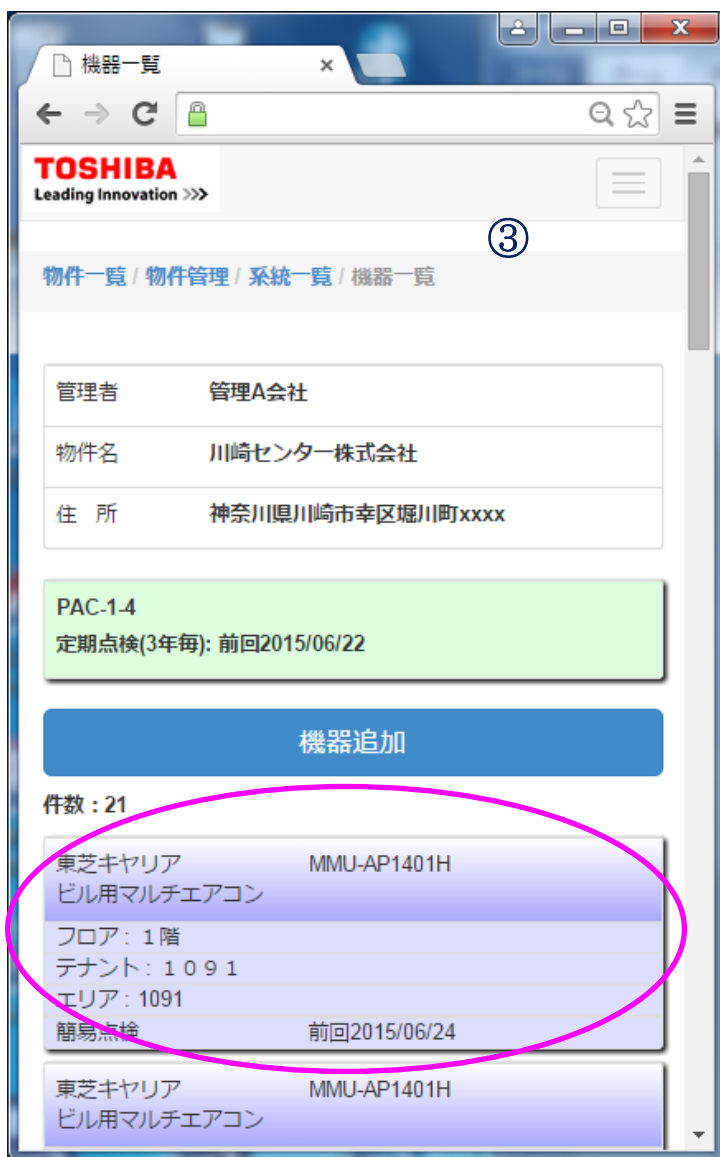 機器一覧 ×
TOSHIBA
Leading Innovation >>>
③
物件一覧 / 物件管理 / 系統一覧 / 機器一覧
管理者 管理A会社
物件名 川崎センター株式会社
住 所 神奈川県川崎市幸区堀川町xxxx
PAC-1-4
定期点検(3年毎): 前回2015/06/22
機器追加
件数 : 21
東芝キヤリア MMU-AP1401H
ビル用マルチエアコン
フロア : 1階
テナント : １０９１
エリア : 1091
簡易点検 前回2015/06/24
東芝キヤリア MMU-AP1401H
ビル用マルチエアコン